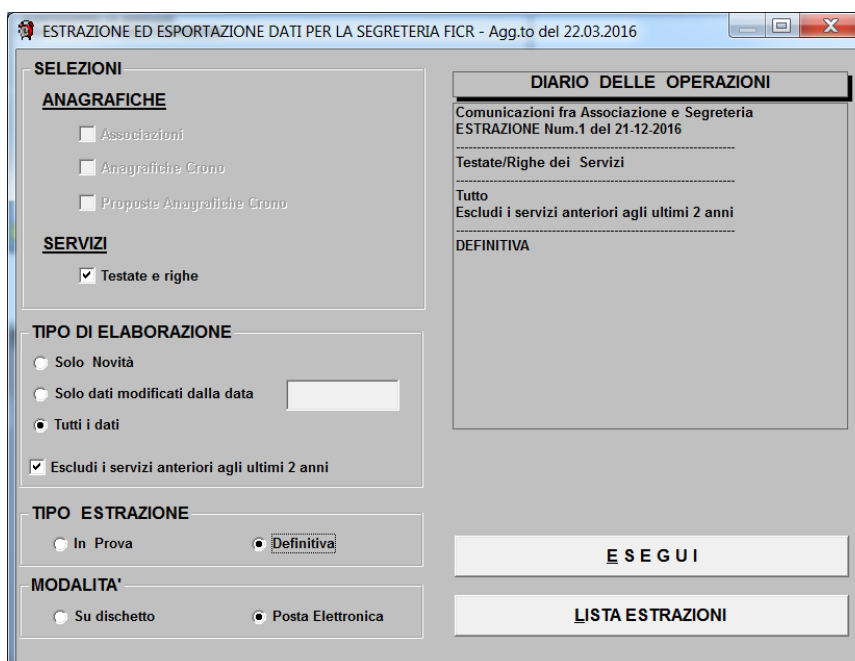 ESTRAZIONE ED ESPORTAZIONE DATI PER LA SEGRETERIA FICR - Agg.to del 22.03.2016
SELEZIONI
ANAGRAFICHE
Associazioni
Anagrafiche Crono
Proposte Anagrafiche Crono
SERVIZI
Testate e righe
TIPO DI ELABORAZIONE
Solo Novità
Solo dati modificati dalla data
Tutti i dati
Escludi i servizi anteriori agli ultimi 2 anni
TIPO ESTRAZIONE
In Prova
Definitiva
MODALITA'
Su dischetto
Posta Elettronica
DIARIO DELLE OPERAZIONI
Comunicazioni fra Associazione e Segreteria
ESTRAZIONE Num.1 del 21-12-2016
--------------------------------------------------------------
Testate/Righe dei Servizi
--------------------------------------------------------------
Tutto
Escludi i servizi anteriori agli ultimi 2 anni
--------------------------------------------------------------
DEFINITIVA
E S E G U I
LISTA ESTRAZIONI